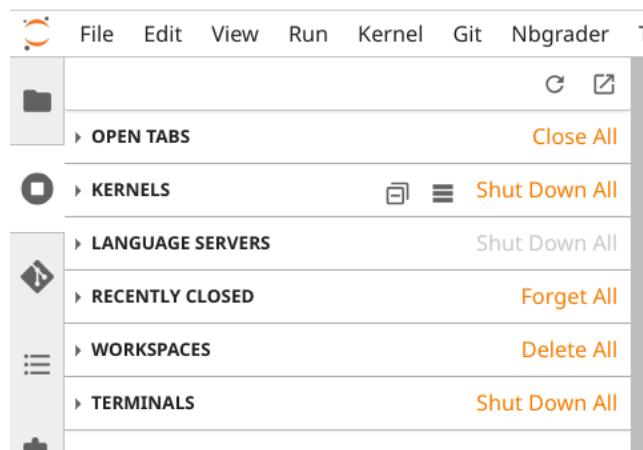 File Edit View Run Kernel Git Nbgrader
OPEN TABS Close All
KERNELS Shut Down All
LANGUAGE SERVERS Shut Down All
RECENTLY CLOSED Forget All
WORKSPACES Delete All
TERMINALS Shut Down All